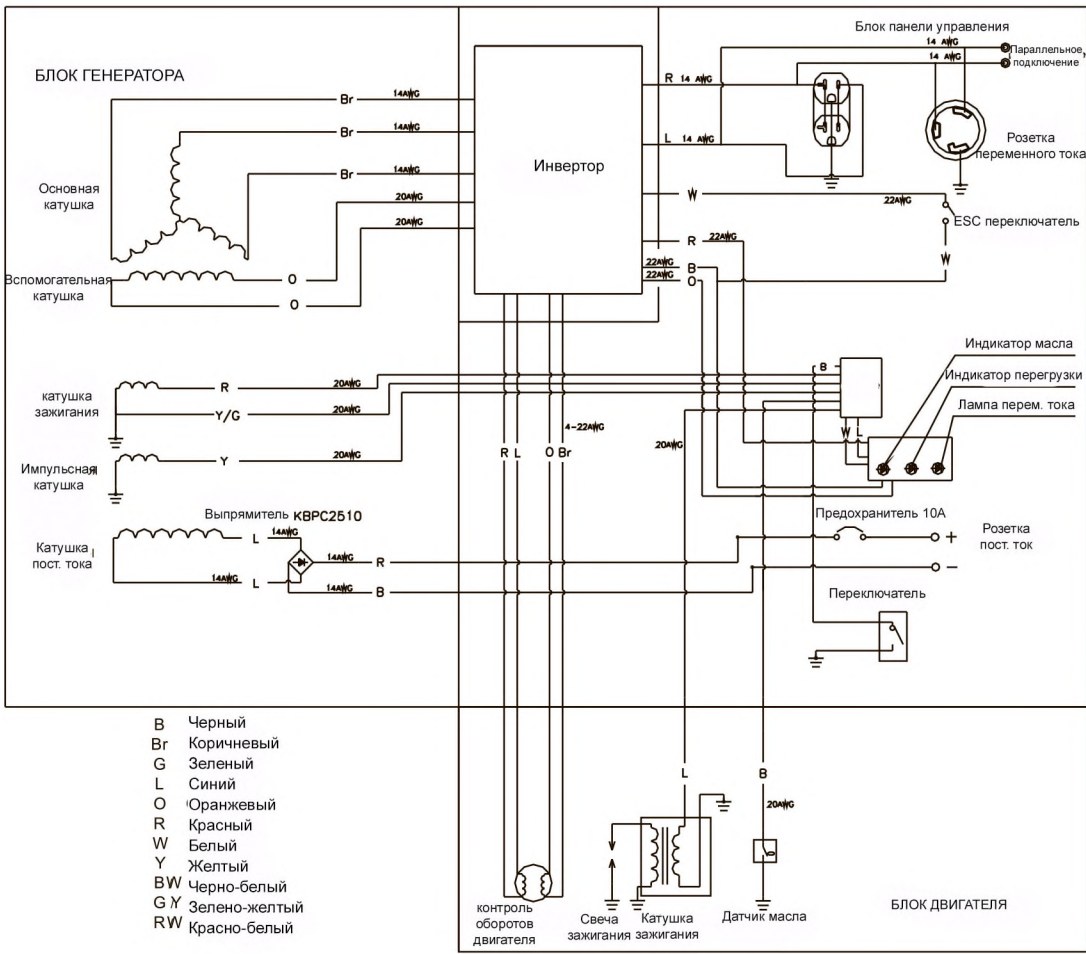 Блок панели управления
14 AWG
14 AWG
Параллельное
подключение
БЛОК ГЕНЕРАТОРА
Br 14AWG
Br 14AWG
Br 14AWG
20AWG
20AWG
Основная
катушка
Вспомогательная
катушка
O
O
Инвертор
R 14 AWG
L 14 AWG
W
22AWG
R 22AWG
22AWG B
22AWG O
Розетка
переменного тока
ESC переключатель
W
Индикатор масла
Индикатор перегрузки
Лампа перем. тока
B
W L
катушка
зажигания
R 20AWG
Y/G 20AWG
Импульсная
катушка
Y 20AWG
4-22AWG
R L O Br
20AWG
Выпрямитель KBPC2510
Катушка
пост. тока
L 14AWG
14AWG L
14AWG R
14AWG B
Предохранитель 10А
+
−
Розетка
пост. ток
Переключатель
B Черный
Br Коричневый
G Зеленый
L Синий
O Оранжевый
R Красный
W Белый
Y Желтый
BW Черно-белый
GY Зелено-желтый
RW Красно-белый
L
B
20AWG
контроль
оборотов
двигателя
Свеча
зажигания
Катушка
зажигания
Датчик масла
БЛОК ДВИГАТЕЛЯ